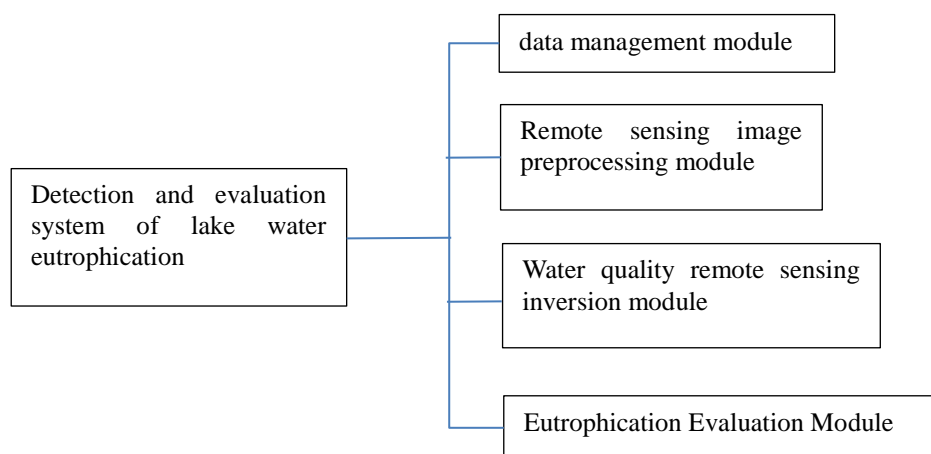 data management module
Remote sensing image
preprocessing module
Detection and evaluation
system of lake water
eutrophication
Water quality remote sensing
inversion module
Eutrophication Evaluation Module